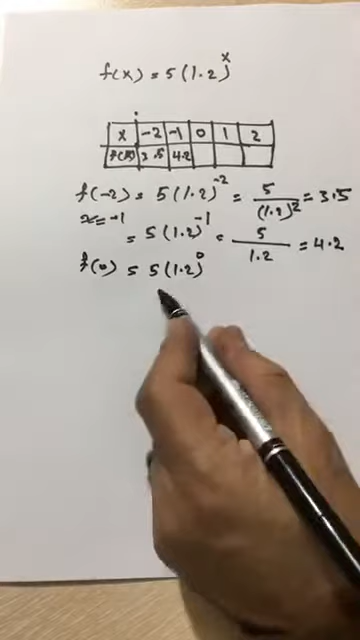 f(x) = 5(1.2)^x
x -2 -1 0 1 2
f(x) 3.5 4.2
f(-2) = 5(1.2)^-2 = 5/(1.2)^2 = 3.5
x = -1
= 5(1.2)^-1 = 5/1.2 = 4.2
f(0) = 5(1.2)^0